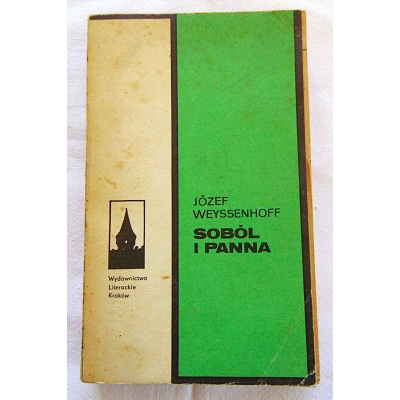 JÓZEF
WEYSSENHOFF
SOBÓL
I PANNA
Wydawnictwo
Literackie
Kraków